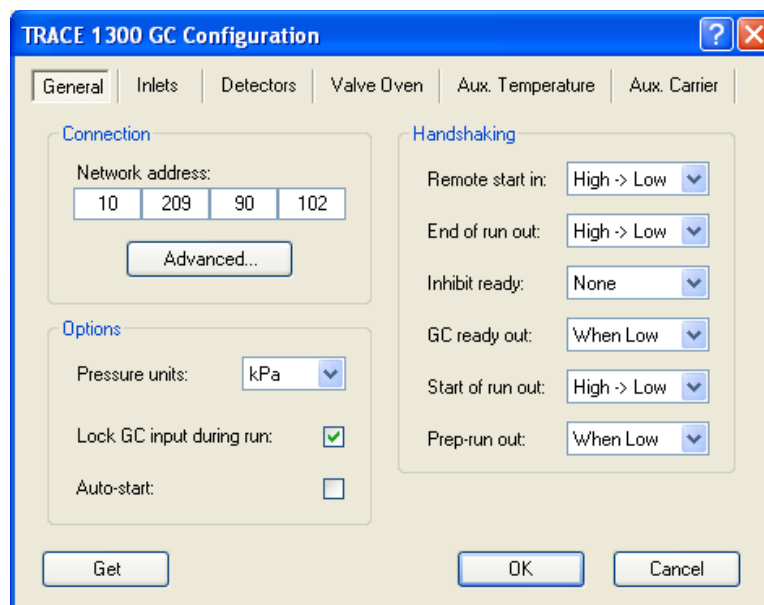 TRACE 1300 GC Configuration
General Inlets Detectors Valve Oven Aux. Temperature Aux. Carrier
Connection
Network address:
10 209 90 102
Advanced...
Options
Pressure units: kPa
Lock GC input during run:
Auto-start:
Handshaking
Remote start in: High -> Low
End of run out: High -> Low
Inhibit ready: None
GC ready out: When Low
Start of run out: High -> Low
Prep-run out: When Low
Get OK Cancel